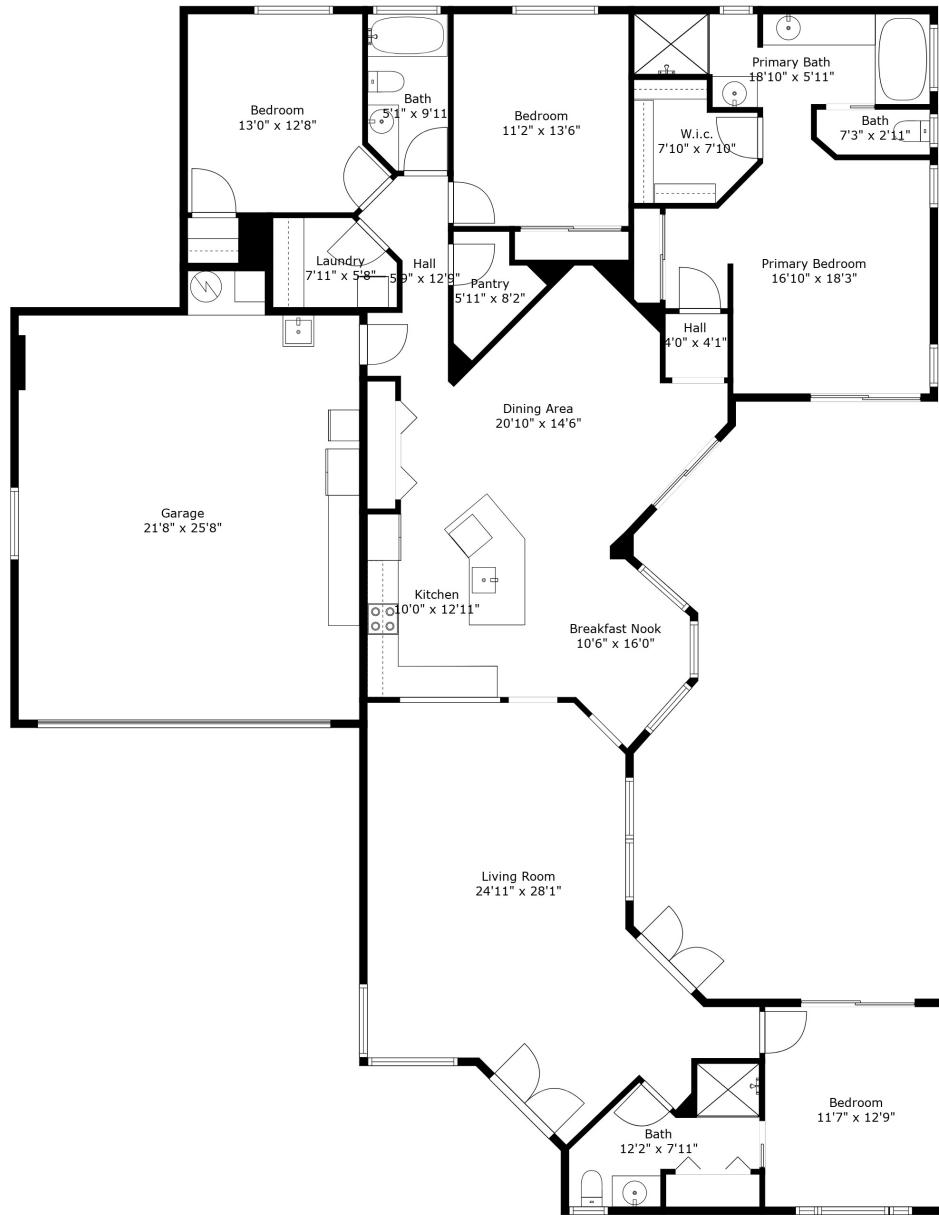 Primary Bath
18'10" x 5'11"
Bath
5'1" x 9'11
Bedroom
13'0" x 12'8"
Bedroom
11'2" x 13'6"
Bath
7'3" x 2'11"
W.i.c.
7'10" x 7'10"
Laundry
7'11" x 5'8"
Hall
5'9" x 12'9"
Pantry
5'11" x 8'2"
Primary Bedroom
16'10" x 18'3"
Hall
4'0" x 4'1"
Dining Area
20'10" x 14'6"
Garage
21'8" x 25'8"
Kitchen
10'0" x 12'11"
Breakfast Nook
10'6" x 16'0"
Living Room
24'11" x 28'1"
Bedroom
11'7" x 12'9"
Bath
12'2" x 7'11"